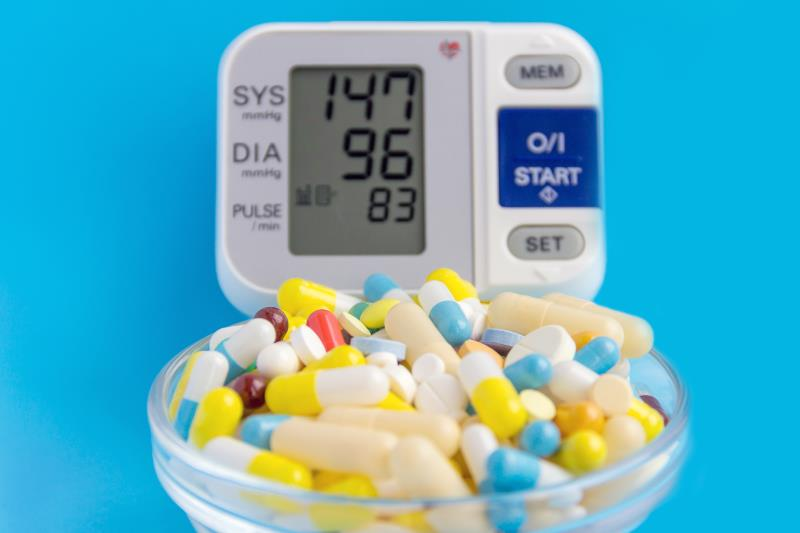 SYS
mmHg
147
DIA
mmHg
96
PULSE
/min
83
MEM
O/I
START
SET